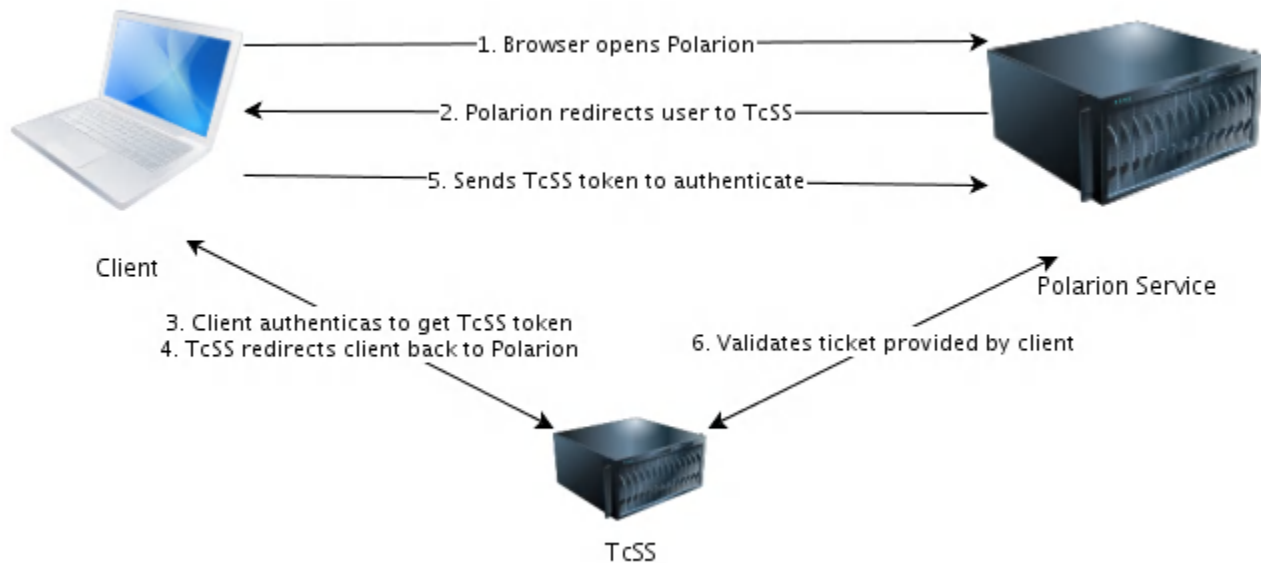 1. Browser opens Polarion
2. Polarion redirects user to TcSS
5. Sends TcSS token to authenticate
Client
Polarion Service
3. Client authenticas to get TcSS token
4. TcSS redirects client back to Polarion
6. Validates ticket provided by client
TcSS